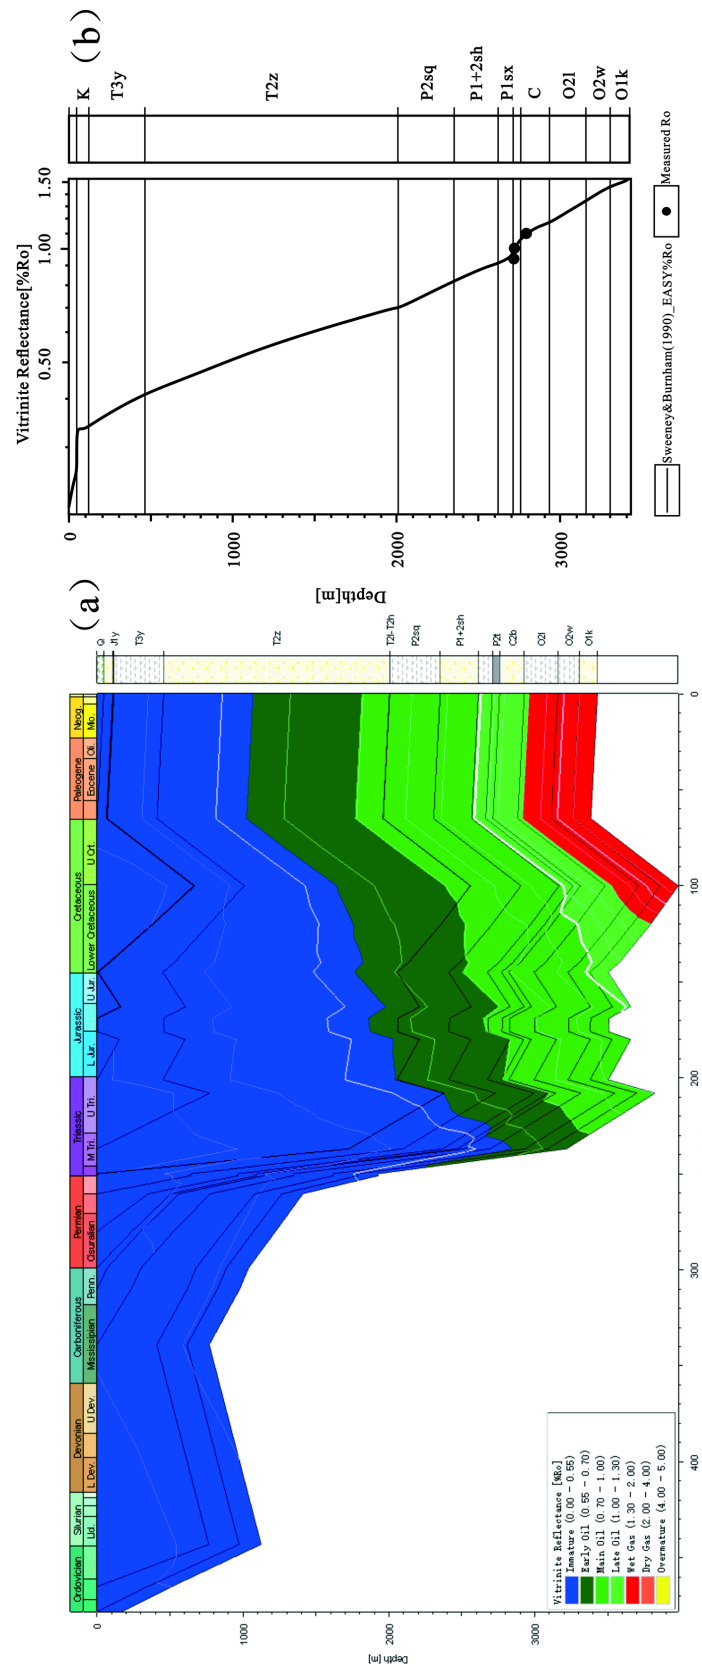 (b)
Vitrinite Reflectance[%Ro]
0.50
1.00
1.50
K
T3y
T2z
P2sq
P1+2sh
P1sx
C
O2l
O2w
O1k
0
1000
2000
3000
Depth[m]
Sweeney&Burnham(1990)_EASY%Ro
Measured Ro
(a)
Ordovician
Silurian
Devonian
Carboniferous
Permian
Triassic
Jurassic
Cretaceous
Paleogene
Neog.
Lld.
L Dev.
U Dev.
Mississipian
Penn.
Cisuralian
M Tri.
U Tri.
L Jur.
U Jur.
Lower Cretaceous
U Crt.
Eocene
Oli.
Mio.
Q
J1y
T3y
T2z
T2l-T2h
P2sq
P1+2sh
P2t
C2b
O2l
O2w
O1k
0
1000
2000
3000
Depth [m]
400
300
200
100
0
Vitrinite Reflectance [%Ro]
Immature (0.00 - 0.55)
Early Oil (0.55 - 0.70)
Main Oil (0.70 - 1.00)
Late Oil (1.00 - 1.30)
Wet Gas (1.30 - 2.00)
Dry Gas (2.00 - 4.00)
Overmature (4.00 - 5.00)